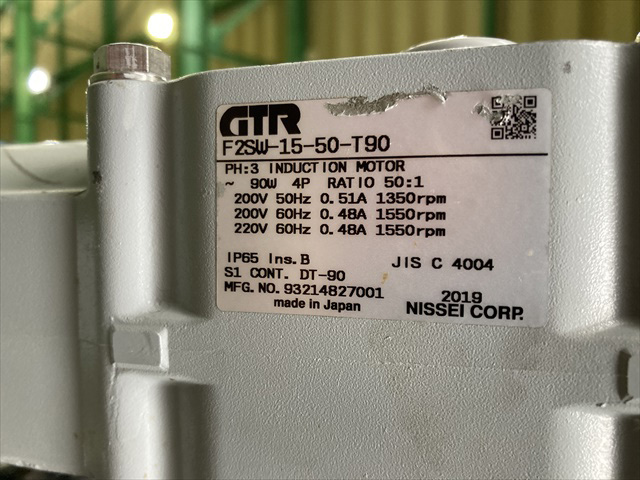 GTR
F2SW-15-50-T90
PH:3 INDUCTION MOTOR
~ 90W 4P RATIO 50:1
200V 50Hz 0.51A 1350rpm
200V 60Hz 0.48A 1550rpm
220V 60Hz 0.48A 1550rpm
IP65 Ins.B JIS C 4004
S1 CONT. DT-90
MFG.NO.93214827001 2019
made in Japan NISSEI CORP.